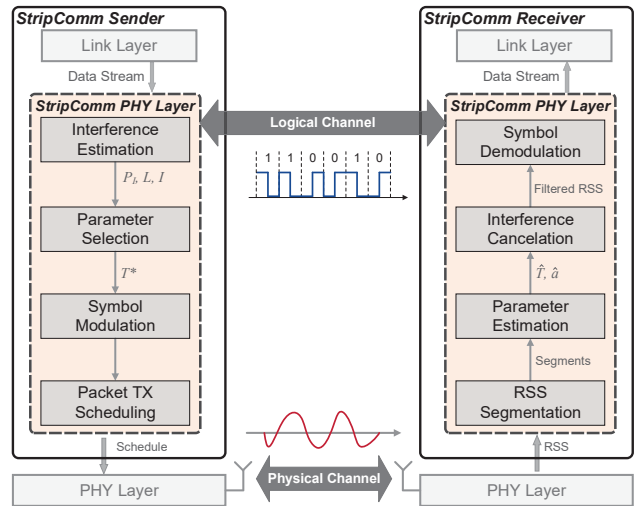 StripComm Sender
Link Layer
Data Stream
StripComm PHY Layer
Interference
Estimation
P_l, L, I
Parameter
Selection
T*
Symbol
Modulation
Packet TX
Scheduling
Schedule
PHY Layer
Logical Channel
1 1 0 0 1 0
Physical Channel
StripComm Receiver
Link Layer
Data Stream
StripComm PHY Layer
Symbol
Demodulation
Filtered RSS
Interference
Cancelation
T̂, â
Parameter
Estimation
Segments
RSS
Segmentation
RSS
PHY Layer